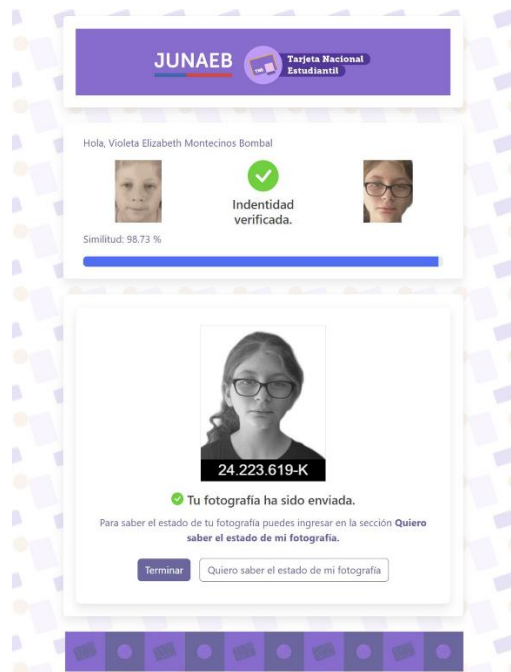 JUNAEB
TNE
Tarjeta Nacional
Estudiantil
Hola, Violeta Elizabeth Montecinos Bombal
Indentidad
verificada.
Similitud: 98.73 %
24.223.619-K
Tu fotografía ha sido enviada.
Para saber el estado de tu fotografía puedes ingresar en la sección Quiero
saber el estado de mi fotografía.
Terminar
Quiero saber el estado de mi fotografía